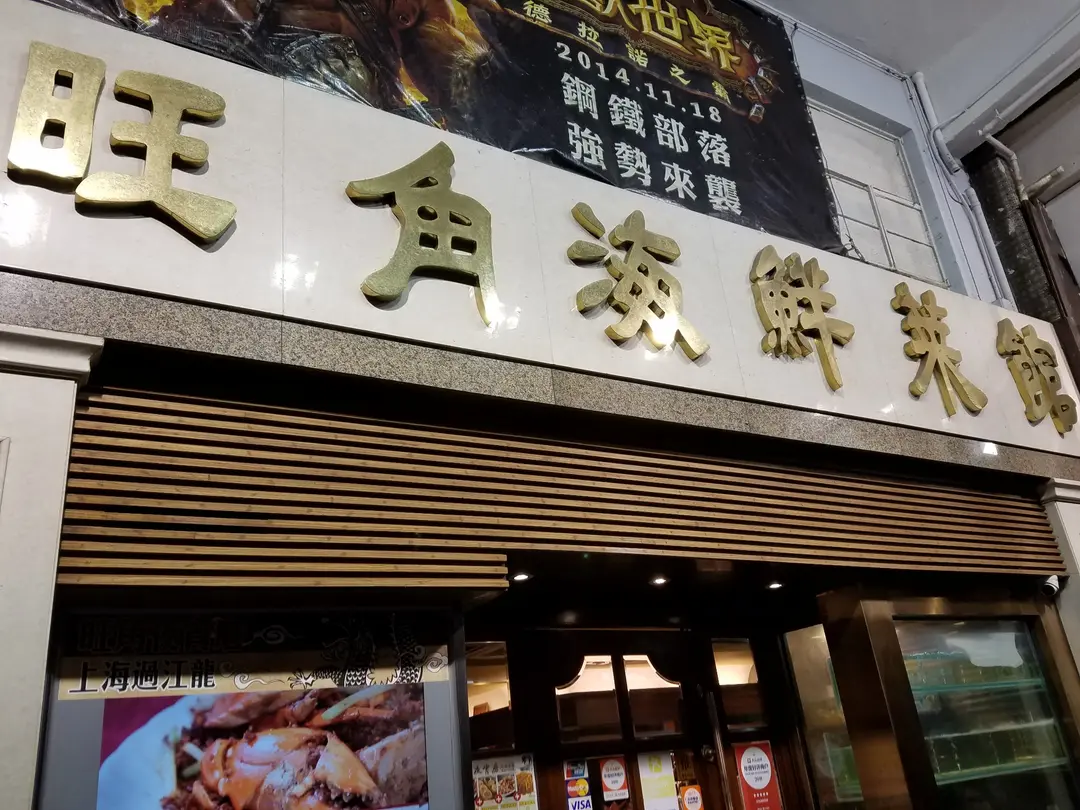 世界
德拉諾之霸
2014.11.18
鋼鐵部落
強勢來襲
旺角海鮮菜館
上海過江龍
VISA